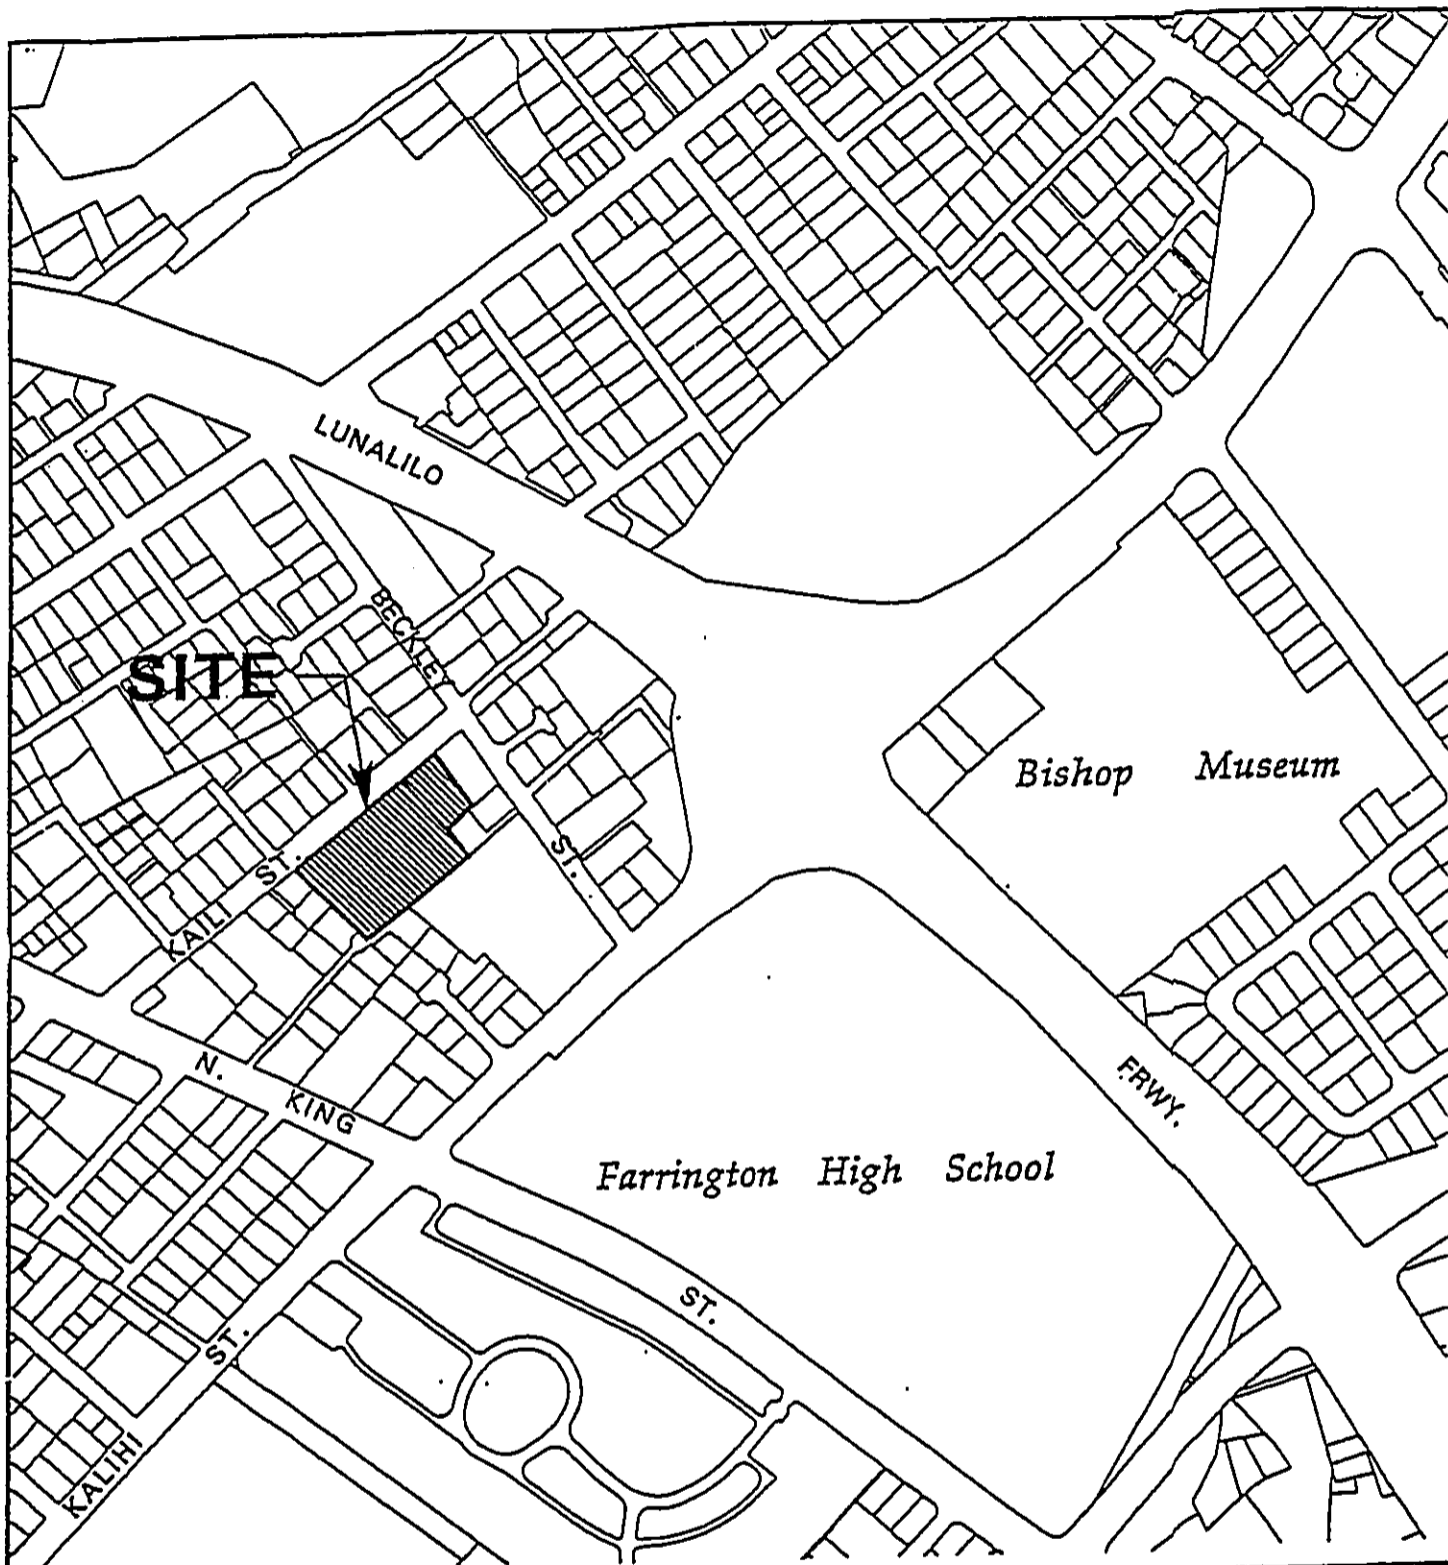 LUNALILO
BECKLEY
SITE
Bishop Museum
ST.
KAILI ST.
N. KING
FRWY.
Farrington High School
ST.
KALIHI ST.